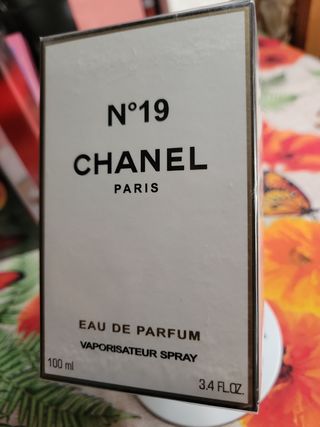 N°19
CHANEL
PARIS
EAU DE PARFUM
VAPORISATEUR SPRAY
100 ml
3.4 FL.OZ.